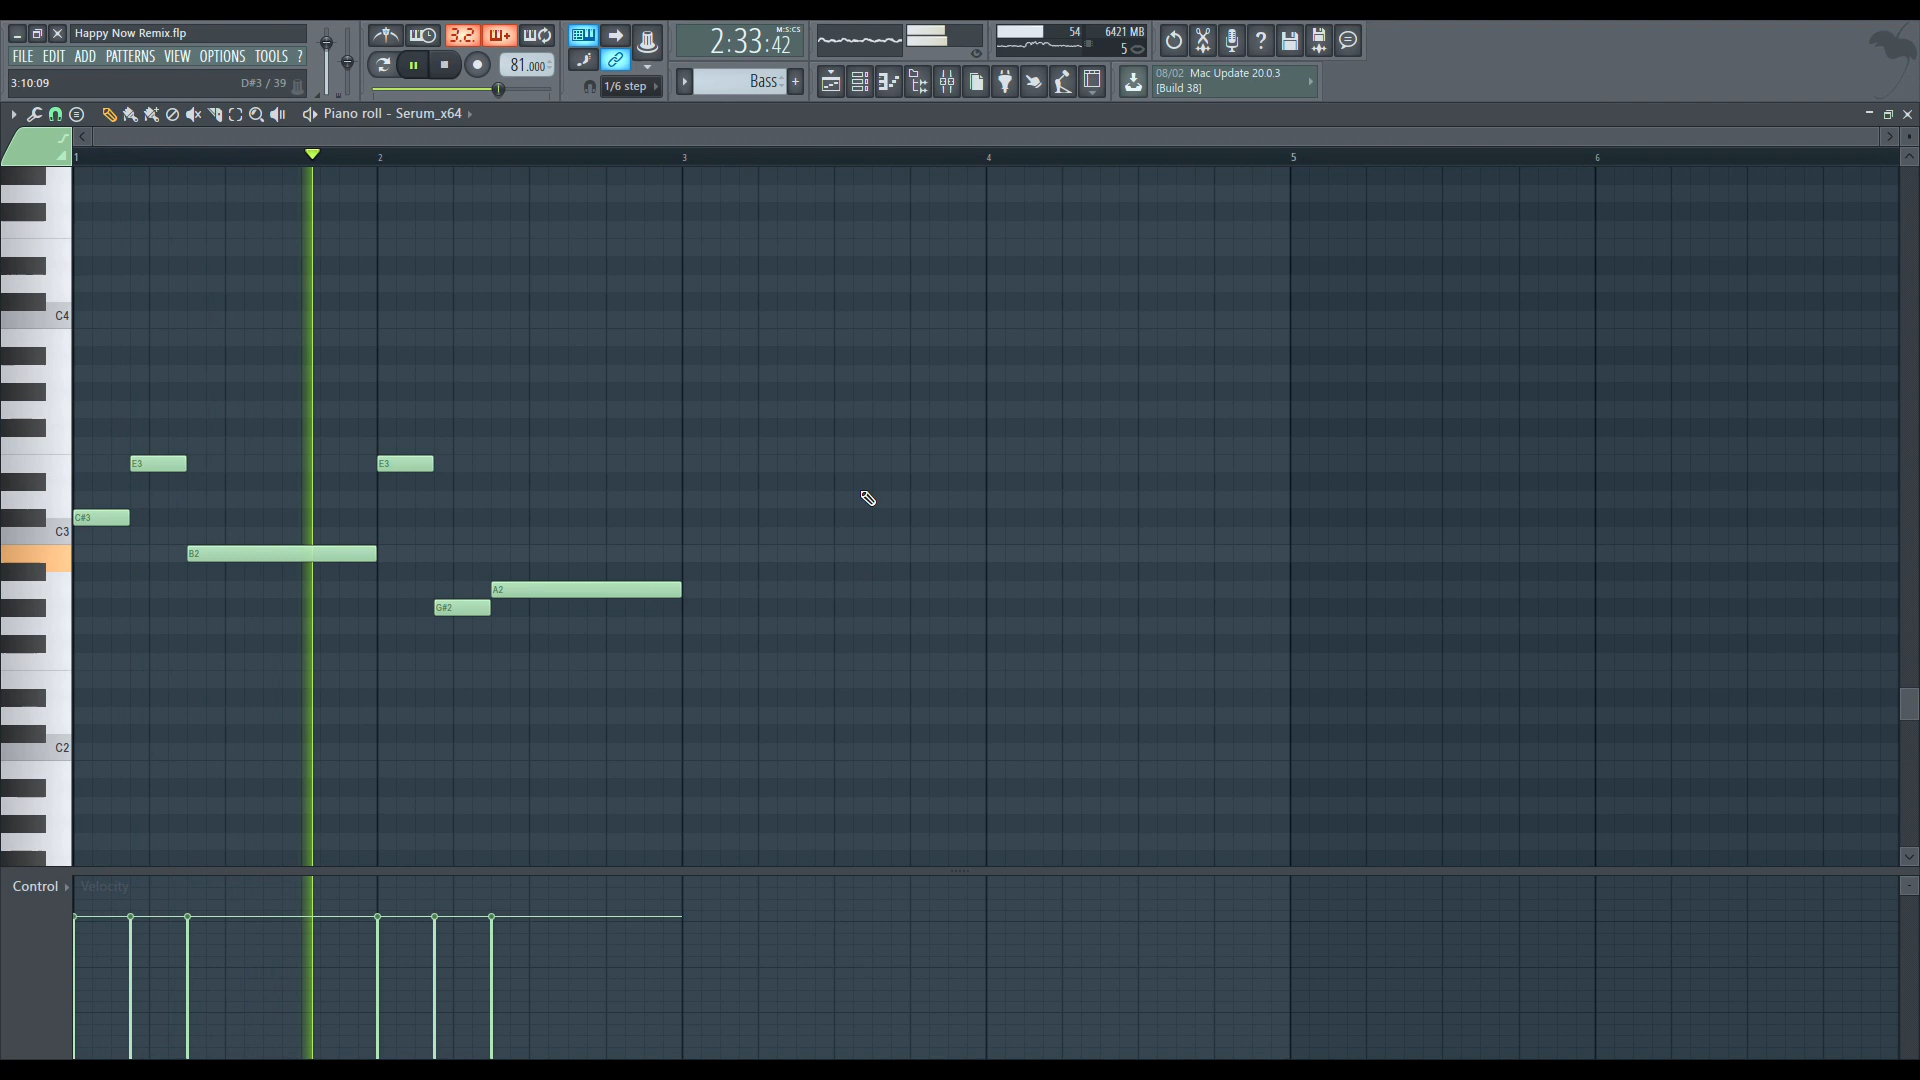 Happy Now Remix.flp
FILE EDIT ADD PATTERNS VIEW OPTIONS TOOLS ?
3:10:09 D#3 / 39
3.2.
81.000
1/6 step
2:33:42 M:S:CS
Bass
54 6421 MB
5
08/02 Mac Update 20.0.3
[Build 38]
Piano roll - Serum_x64
1 2 3 4 5 6
C4
E3 E3
C#3
C3
B2
A2
G#2
C2
Control Velocity